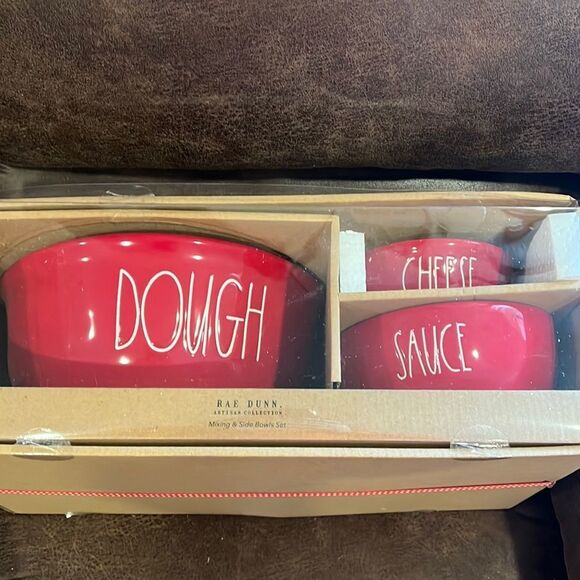 DOUGH
CHEESE
SAUCE
RAE DUNN.
ARTISAN COLLECTION
Mixing & Side Bowls Set